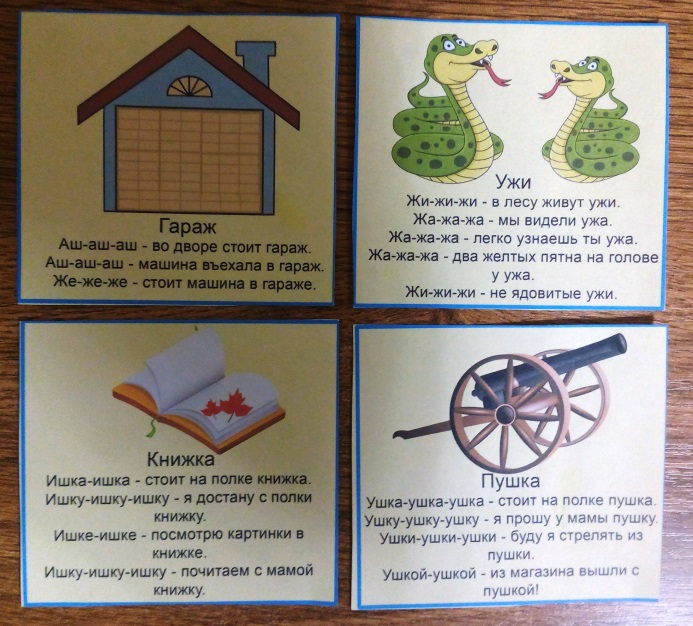 Гараж
Аш-аш-аш - во дворе стоит гараж.
Аш-аш-аш - машина въехала в гараж.
Же-же-же - стоит машина в гараже.
Ужи
Жи-жи-жи - в лесу живут ужи.
Жа-жа-жа - мы видели ужа.
Жа-жа-жа - легко узнаешь ты ужа.
Жа-жа-жа - два желтых пятна на голове
у ужа.
Жи-жи-жи - не ядовитые ужи.
Книжка
Ишка-ишка - стоит на полке книжка.
Ишку-ишку-ишку - я достану с полки
книжку.
Ишке-ишке - посмотрю картинки в
книжке.
Ишку-ишку-ишку - почитаем с мамой
книжку.
Пушка
Ушка-ушка-ушка - стоит на полке пушка.
Ушку-ушку-ушку - я прошу у мамы пушку.
Ушки-ушки-ушки - буду я стрелять из
пушки.
Ушкой-ушкой - из магазина вышли с
пушкой!